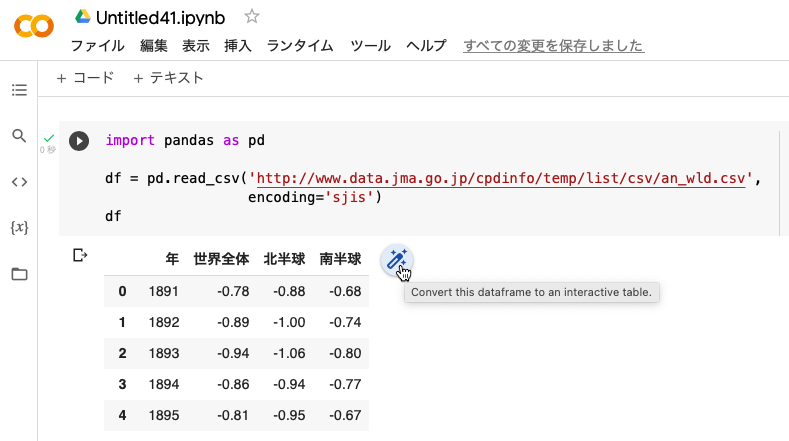 Untitled41.ipynb
ファイル 編集 表示 挿入 ランタイム ツール ヘルプ すべての変更を保存しました
+ コード + テキスト
import pandas as pd
0 秒
df = pd.read_csv('http://www.data.jma.go.jp/cpdinfo/temp/list/csv/an_wld.csv',
encoding='sjis')
df
{x}
年 世界全体 北半球 南半球
0 1891 -0.78 -0.88 -0.68
Convert this dataframe to an interactive table.
1 1892 -0.89 -1.00 -0.74
2 1893 -0.94 -1.06 -0.80
3 1894 -0.86 -0.94 -0.77
4 1895 -0.81 -0.95 -0.67